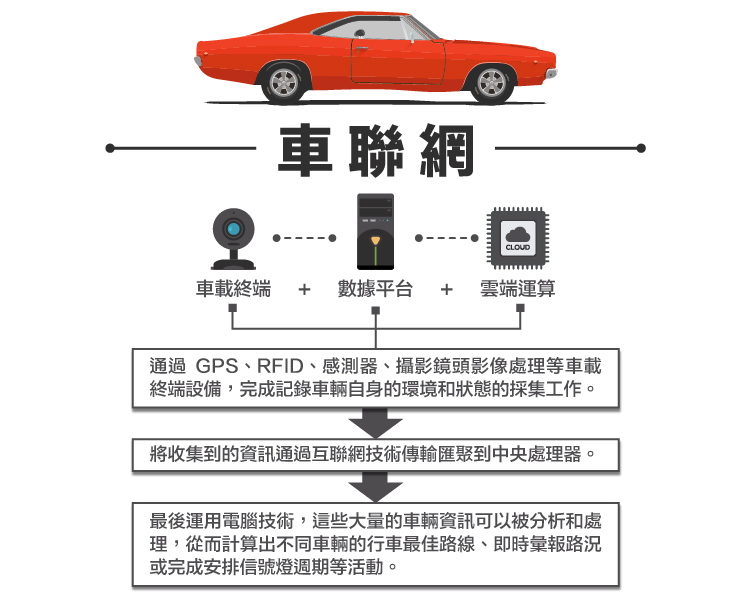 車聯網
CLOUD
車載終端 + 數據平台 + 雲端運算
通過 GPS、RFID、感測器、攝影鏡頭影像處理等車載
終端設備，完成記錄車輛自身的環境和狀態的採集工作。
將收集到的資訊通過互聯網技術傳輸匯聚到中央處理器。
最後運用電腦技術，這些大量的車輛資訊可以被分析和處
理，從而計算出不同車輛的行車最佳路線、即時彙報路況
或完成安排信號燈週期等活動。